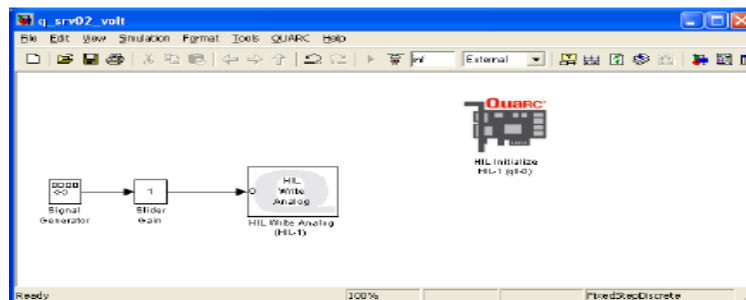 q_srv02_volt
File Edit View Simulation Format Tools QUARC Help
inf External
QUARC
HIL Initialize
HIL-1 (q8-0)
HIL
Write
Analog
1
Signal
Generator
Slider
Gain
HIL Write Analog
(HIL-1)
Ready 100% FixedStepDiscrete